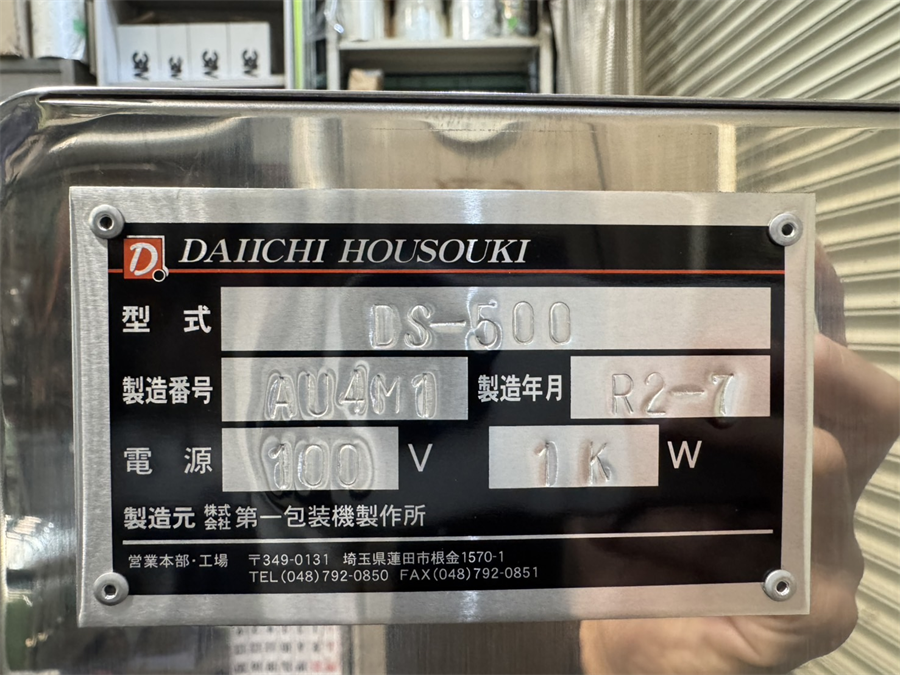 D. DAIICHI HOUSOUKI
型 式 DS-500
製造番号 AU4M1 製造年月 R2-7
電 源 100 V 1K W
製造元 株式会社 第一包装機製作所
営業本部・工場 〒349-0131 埼玉県蓮田市根金1570-1
TEL(048)792-0850 FAX(048)792-0851